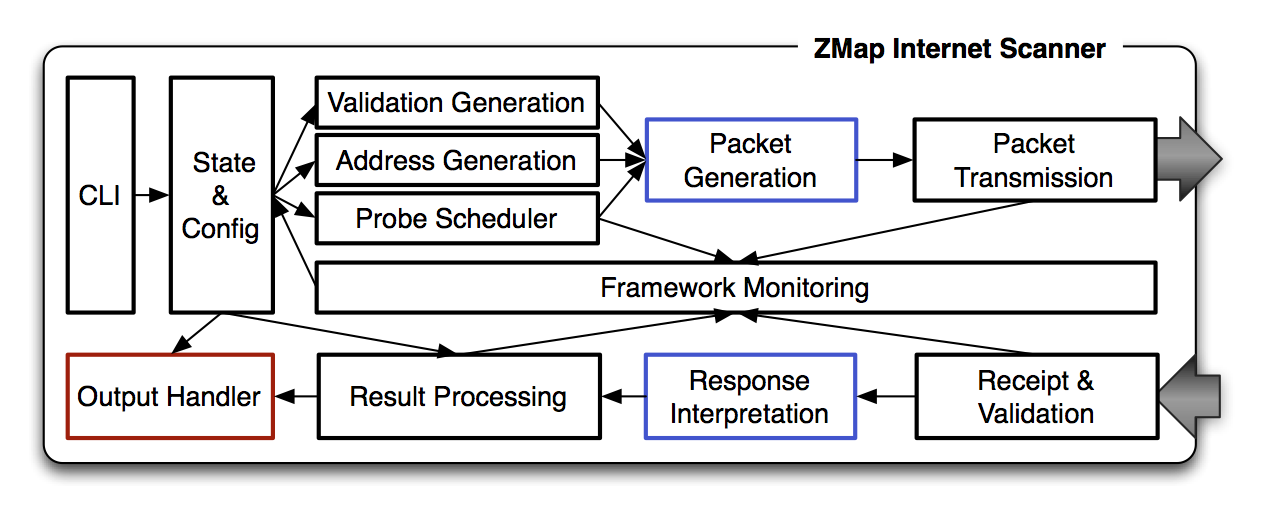 ZMap Internet Scanner
CLI
State
&
Config
Validation Generation
Address Generation
Probe Scheduler
Packet
Generation
Packet
Transmission
Framework Monitoring
Output Handler
Result Processing
Response
Interpretation
Receipt &
Validation